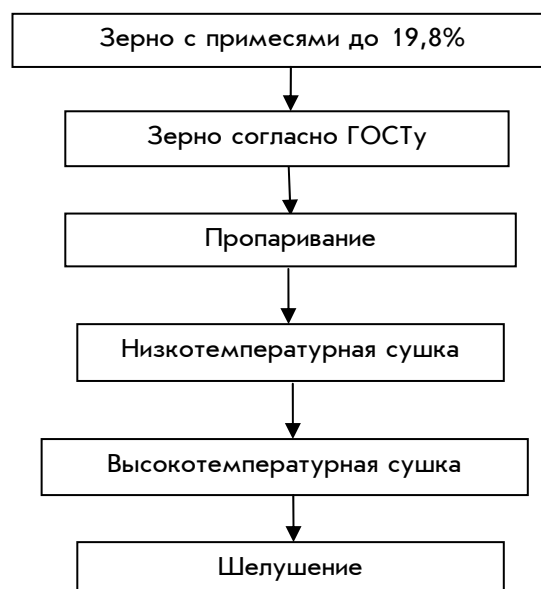 Зерно с примесями до 19,8%
Зерно согласно ГОСТу
Пропаривание
Низкотемпературная сушка
Высокотемпературная сушка
Шелушение